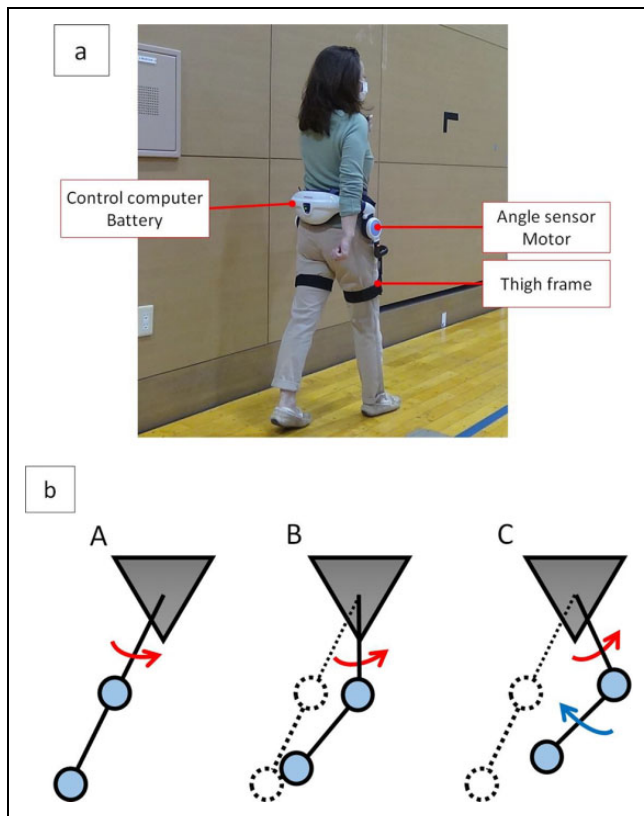 a
Control computer
Battery
Angle sensor
Motor
Thigh frame
b
A
B
C